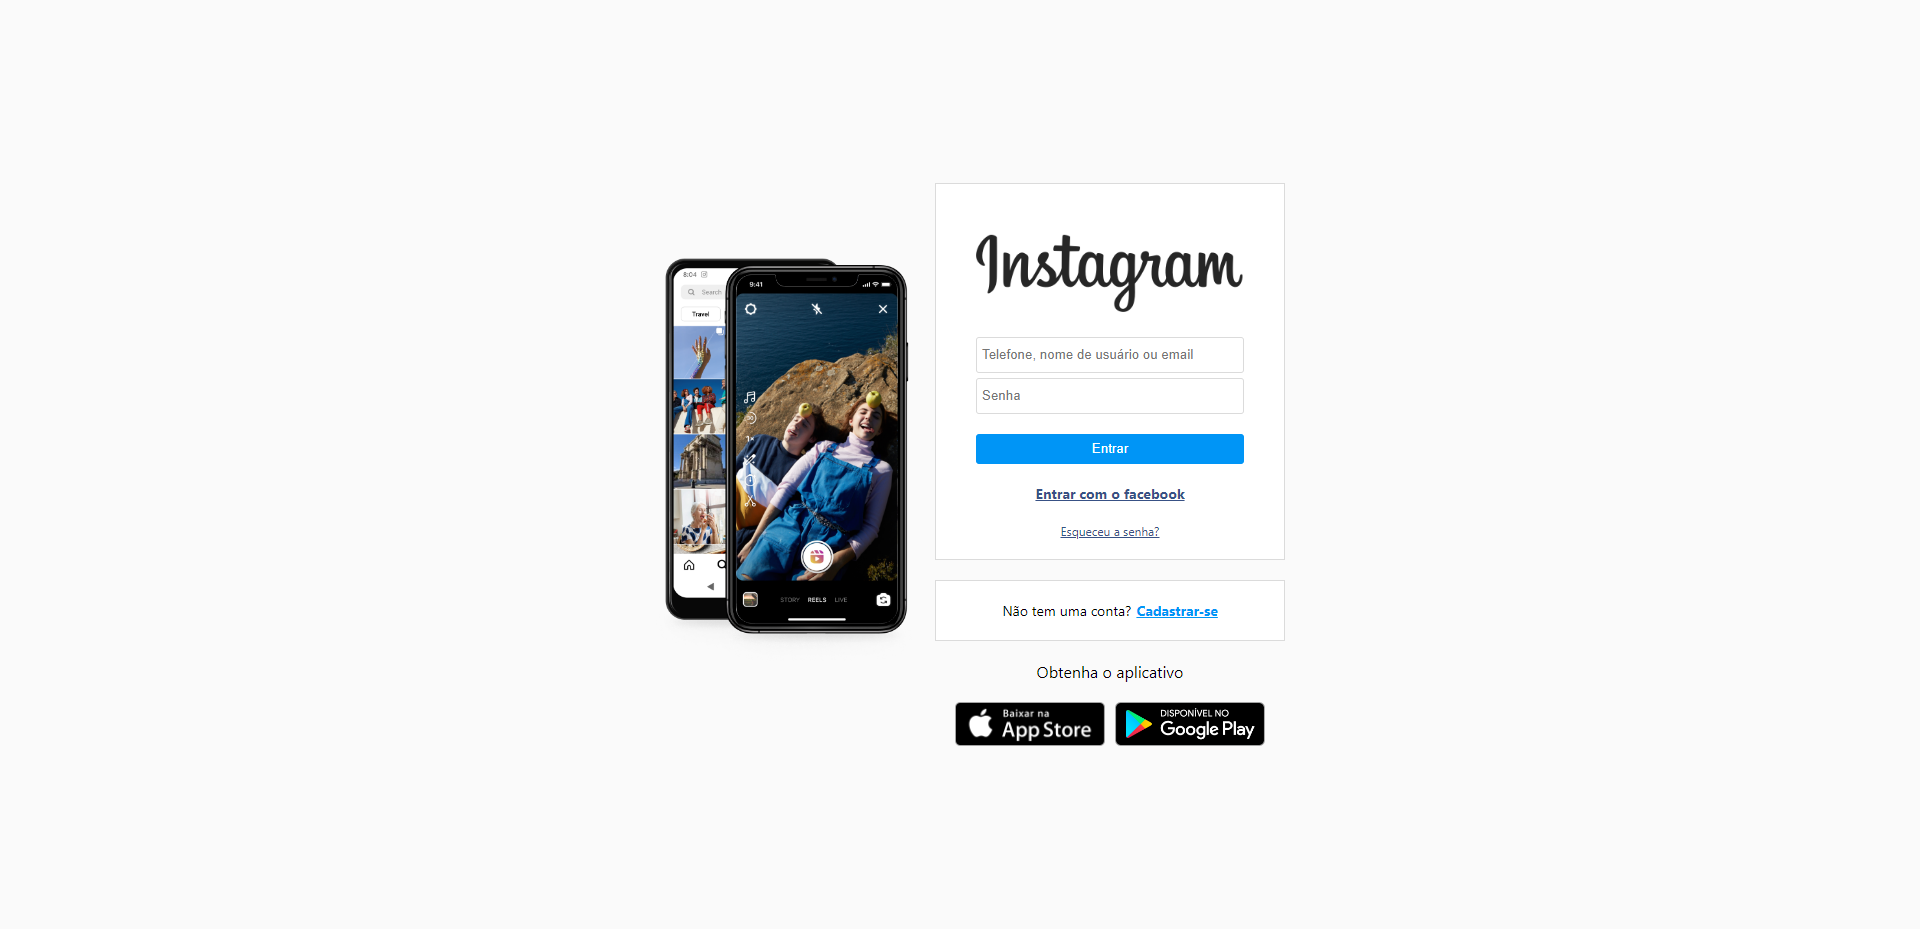 8:04
Search
Travel
9:41
30
1×
STORY REELS LIVE
Instagram
Telefone, nome de usuário ou email
Senha
Entrar
Entrar com o facebook
Esqueceu a senha?
Não tem uma conta? Cadastrar-se
Obtenha o aplicativo
Baixar na
App Store
DISPONÍVEL NO
Google Play